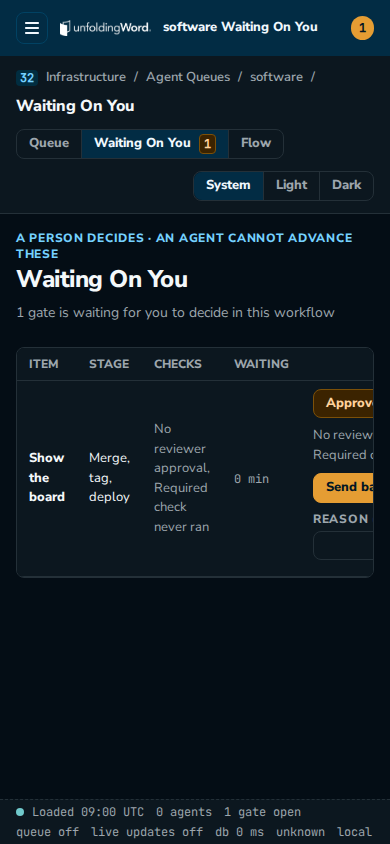 unfoldingWord. software Waiting On You 1
32 Infrastructure / Agent Queues / software /
Waiting On You
Queue Waiting On You 1 Flow
System Light Dark
A PERSON DECIDES · AN AGENT CANNOT ADVANCE
THESE
Waiting On You
1 gate is waiting for you to decide in this workflow
ITEM STAGE CHECKS WAITING
Show
the
board
Merge,
tag,
deploy
No
reviewer
approval,
Required
check
never ran
0 min
Approv
No review
Required
Send ba
REASON
Loaded 09:00 UTC 0 agents 1 gate open
queue off live updates off db 0 ms unknown local